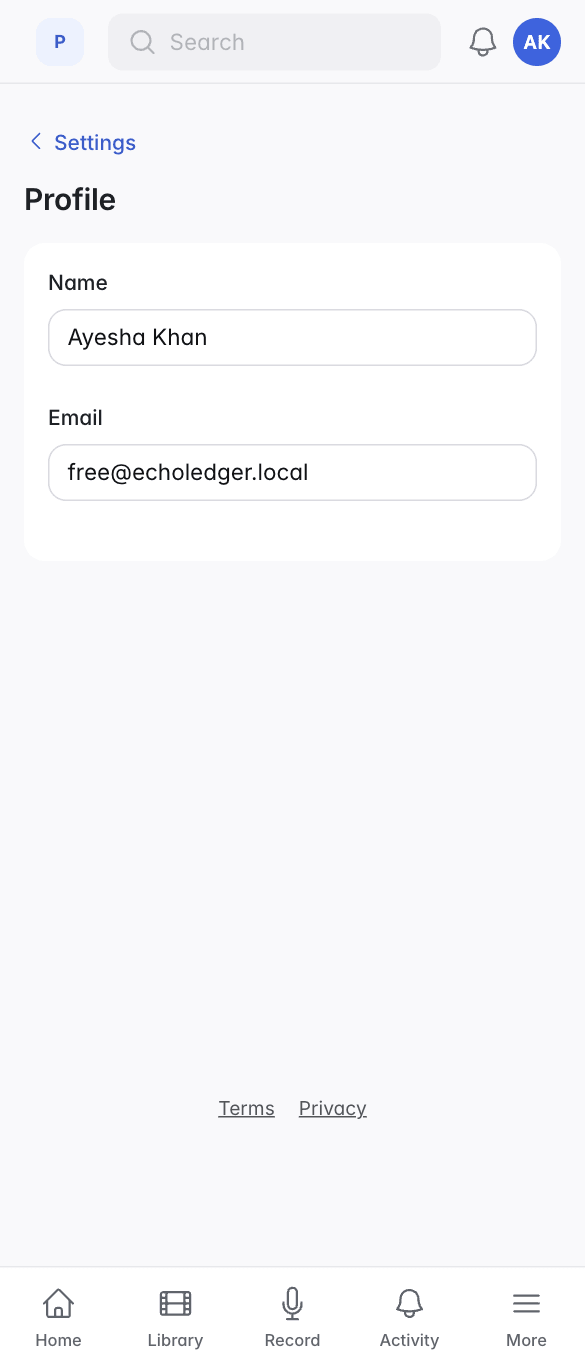 P
Search
AK
Settings
Profile
Name
Ayesha Khan
Email
free@echoledger.local
Terms Privacy
Home Library Record Activity More